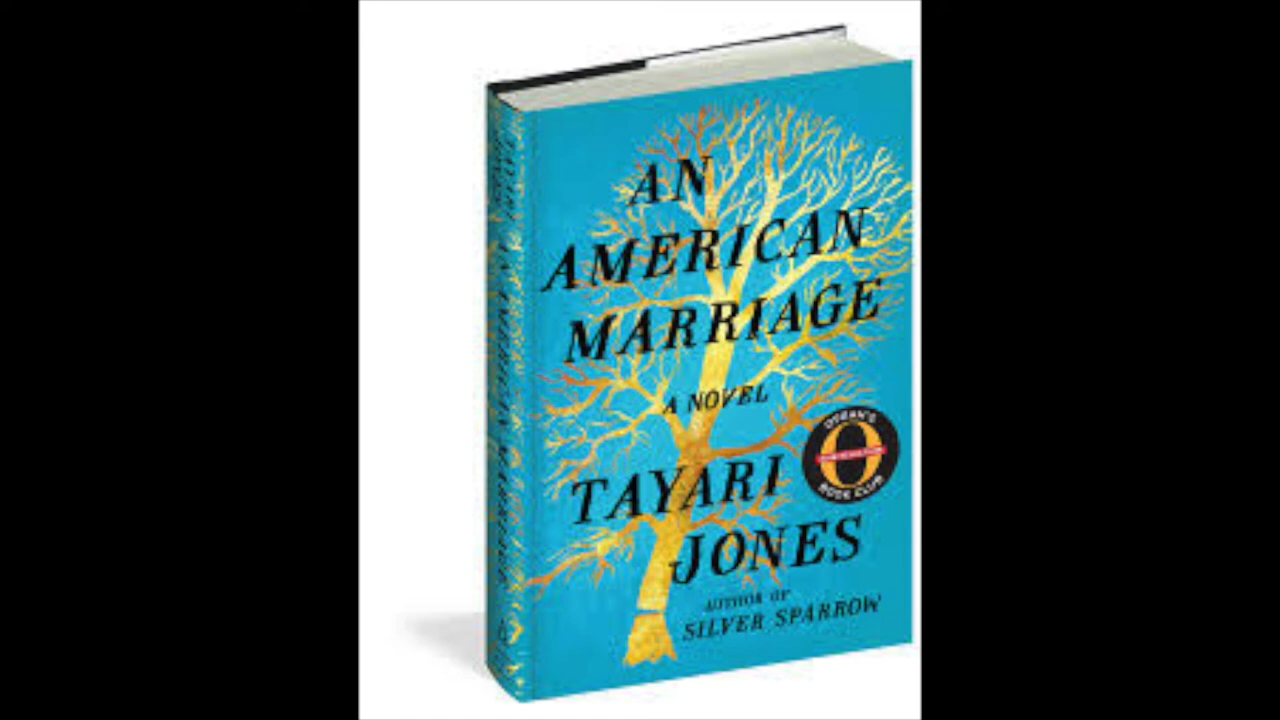 AN
AMERICAN
MARRIAGE
A NOVEL
TAYARI
JONES
AUTHOR OF
SILVER SPARROW
OPRAH'S
BOOK CLUB